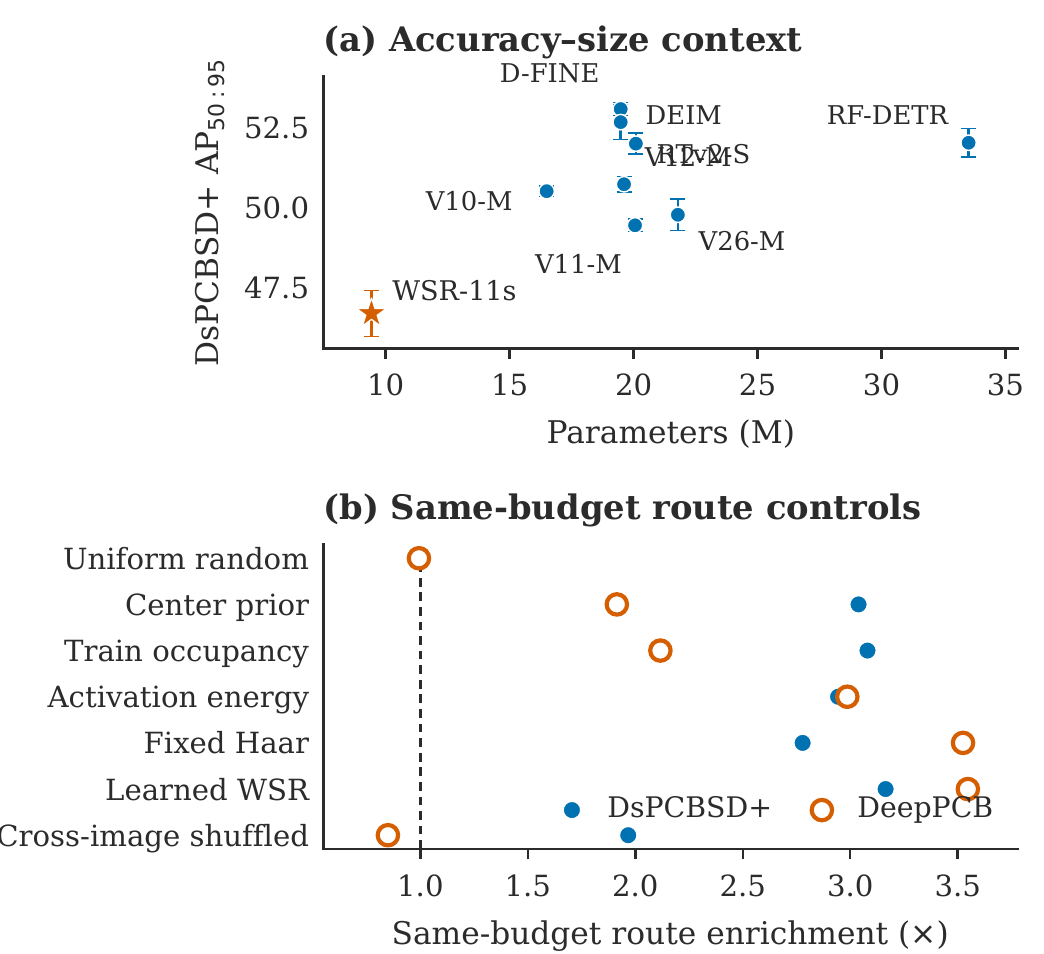 (a) Accuracy–size context
D-FINE
DEIM
RF-DETR
V12-M
RTv2-S
V10-M
V26-M
V11-M
WSR-11s
DsPCBSD+ AP50:95
52.5
50.0
47.5
10 15 20 25 30 35
Parameters (M)
(b) Same-budget route controls
Uniform random
Center prior
Train occupancy
Activation energy
Fixed Haar
Learned WSR
Cross-image shuffled
DsPCBSD+ DeepPCB
1.0 1.5 2.0 2.5 3.0 3.5
Same-budget route enrichment (×)